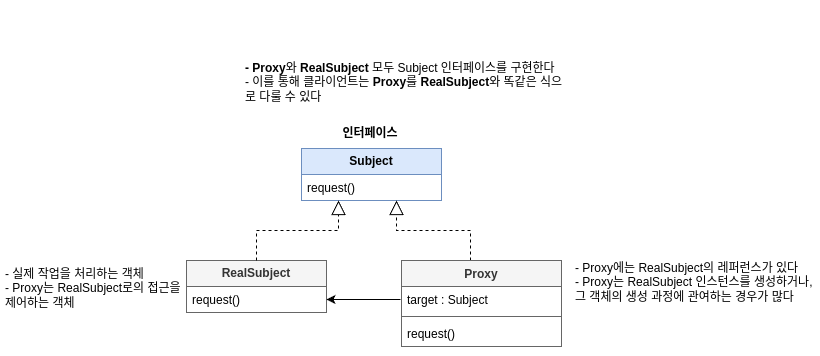 - Proxy와 RealSubject 모두 Subject 인터페이스를 구현한다
- 이를 통해 클라이언트는 Proxy를 RealSubject와 똑같은 식으
로 다룰 수 있다
인터페이스
Subject
request()
- 실제 작업을 처리하는 객체
- Proxy는 RealSubject로의 접근을
제어하는 객체
RealSubject
request()
Proxy
target : Subject
request()
- Proxy에는 RealSubject의 레퍼런스가 있다
- Proxy는 RealSubject 인스턴스를 생성하거나,
그 객체의 생성 과정에 관여하는 경우가 많다